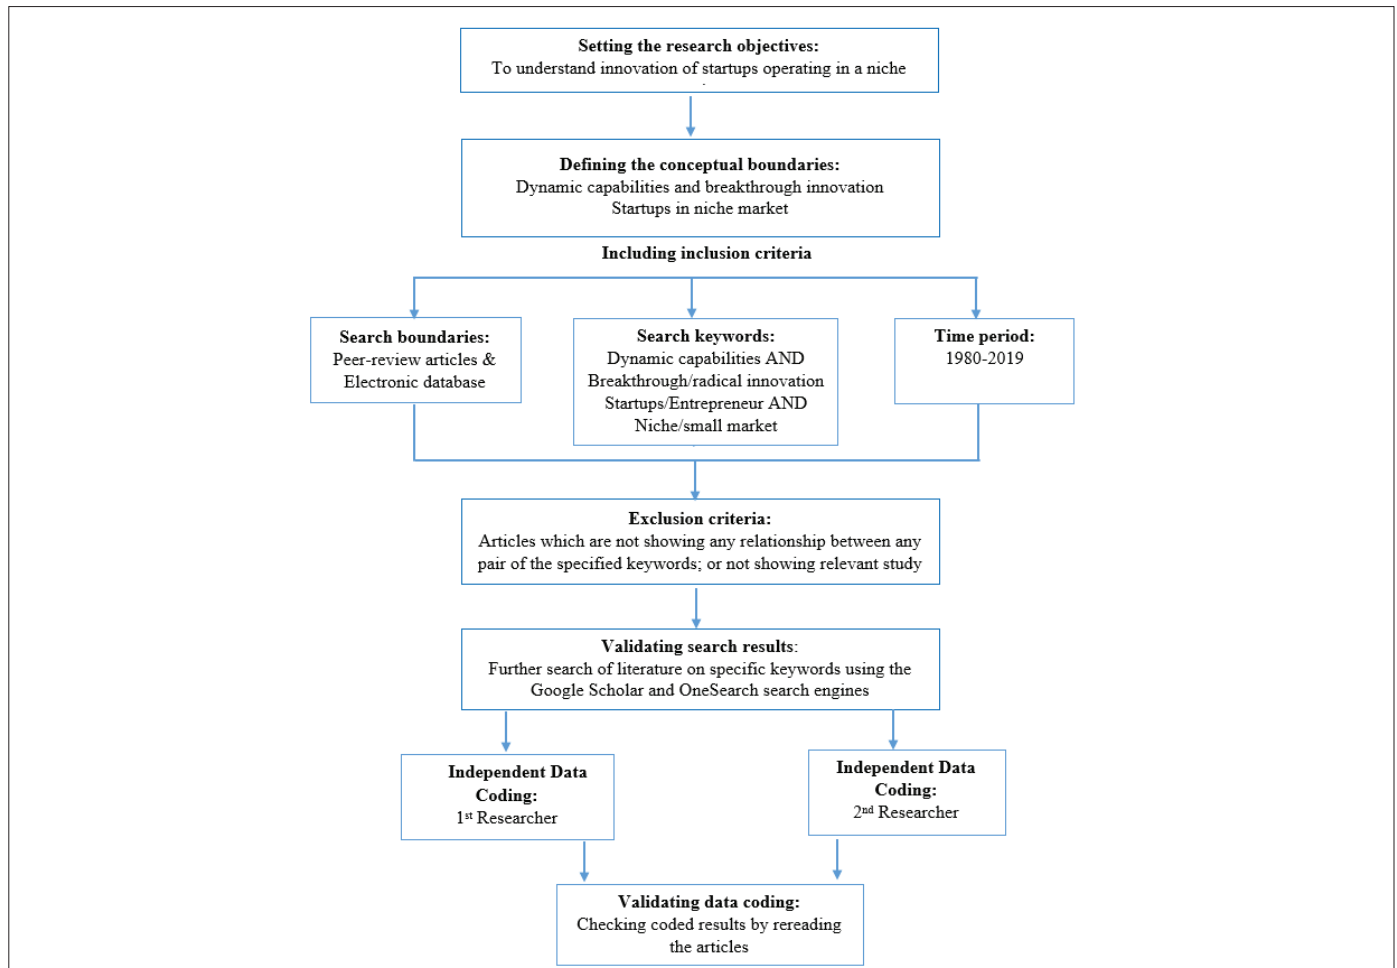 Setting the research objectives:
To understand innovation of startups operating in a niche
Defining the conceptual boundaries:
Dynamic capabilities and breakthrough innovation
Startups in niche market
Including inclusion criteria
Search boundaries:
Peer-review articles &
Electronic database
Search keywords:
Dynamic capabilities AND
Breakthrough/radical innovation
Startups/Entrepreneur AND
Niche/small market
Time period:
1980-2019
Exclusion criteria:
Articles which are not showing any relationship between any
pair of the specified keywords; or not showing relevant study
Validating search results:
Further search of literature on specific keywords using the
Google Scholar and OneSearch search engines
Independent Data
Coding:
1st Researcher
Independent Data
Coding:
2nd Researcher
Validating data coding:
Checking coded results by rereading
the articles